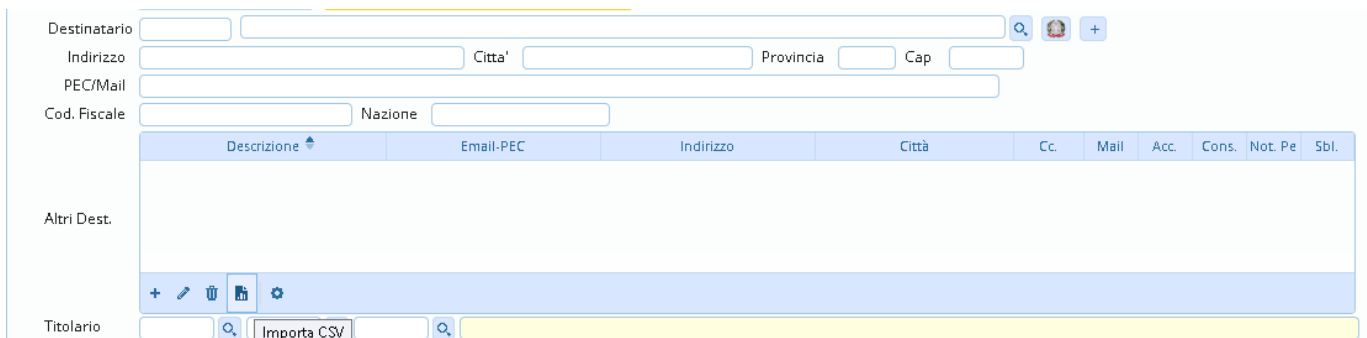 Destinatario
Indirizzo Citta' Provincia Cap
PEC/Mail
Cod. Fiscale Nazione
Descrizione Email-PEC Indirizzo Città Cc. Mail Acc. Cons. Not. Pe Sbl.
Altri Dest.
Titolario Importa CSV